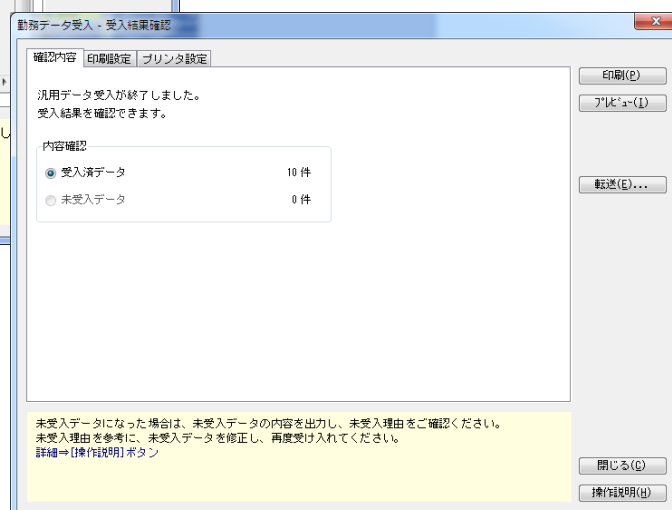 勤務データ受入 - 受入結果確認
確認内容
印刷設定
プリンタ設定
汎用データ受入が終了しました。
受入結果を確認できます。
内容確認
受入済データ 10 件
未受入データ 0 件
印刷(P)
プレビュー(I)
転送(E)...
未受入データになった場合は、未受入データの内容を出力し、未受入理由をご確認ください。
未受入理由を参考に、未受入データを修正し、再度受け入れてください。
詳細⇒[操作説明]ボタン
閉じる(C)
操作説明(H)
し